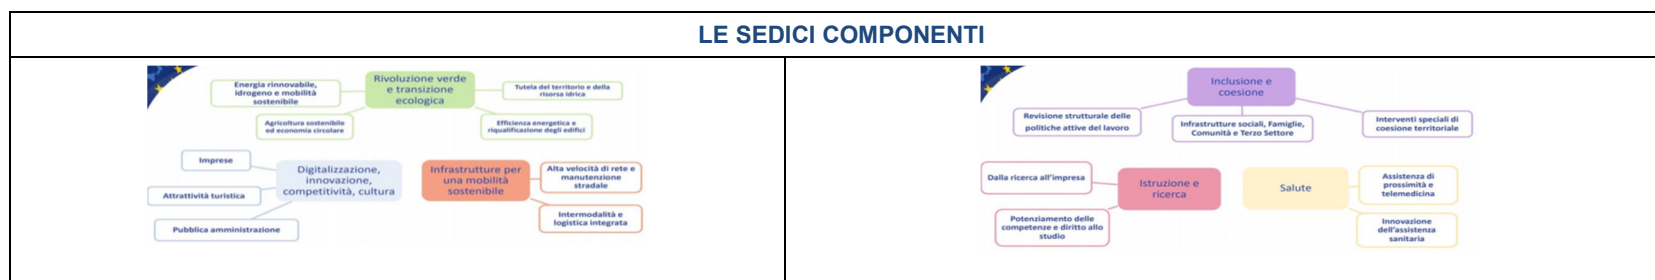 LE SEDICI COMPONENTI
Energia rinnovabile,
idrogeno e mobilità
sostenibile
Rivoluzione verde
e transizione
ecologica
Tutela del territorio e della
risorsa idrica
Agricoltura sostenibile
ed economia circolare
Efficienza energetica e
riqualificazione degli edifici
Imprese
Attrattività turistica
Pubblica amministrazione
Digitalizzazione,
innovazione,
competitività, cultura
Infrastrutture per
una mobilità
sostenibile
Alta velocità di rete e
manutenzione
stradale
Intermodalità e
logistica integrata
Inclusione e
coesione
Revisione strutturale delle
politiche attive del lavoro
Infrastrutture sociali, Famiglie,
Comunità e Terzo Settore
Interventi speciali di
coesione territoriale
Dalla ricerca all'impresa
Istruzione e
ricerca
Potenziamento delle
competenze e diritto allo
studio
Salute
Assistenza di
prossimità e
telemedicina
Innovazione
dell'assistenza
sanitaria